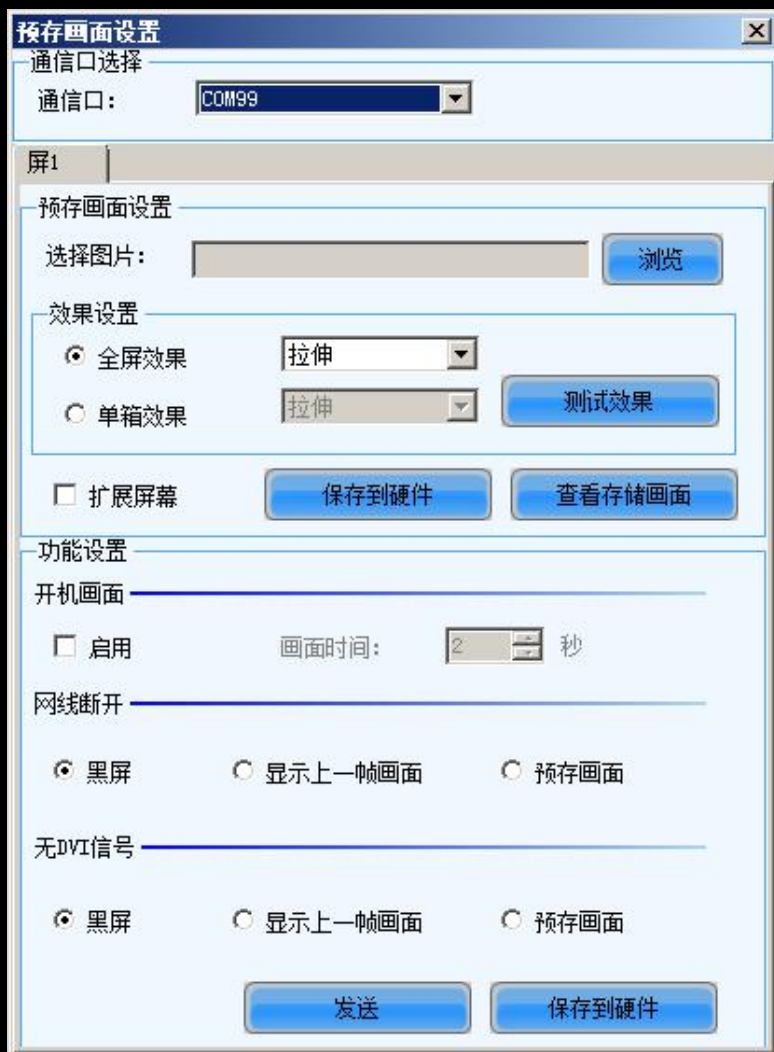 预存画面设置
通信口选择
通信口: COM99
屏1
预存画面设置
选择图片: 浏览
效果设置
全屏效果 拉伸
单箱效果 拉伸 测试效果
扩展屏幕 保存到硬件 查看存储画面
功能设置
开机画面
启用 画面时间: 2 秒
网线断开
黑屏 显示上一帧画面 预存画面
无DVI信号
黑屏 显示上一帧画面 预存画面
发送 保存到硬件